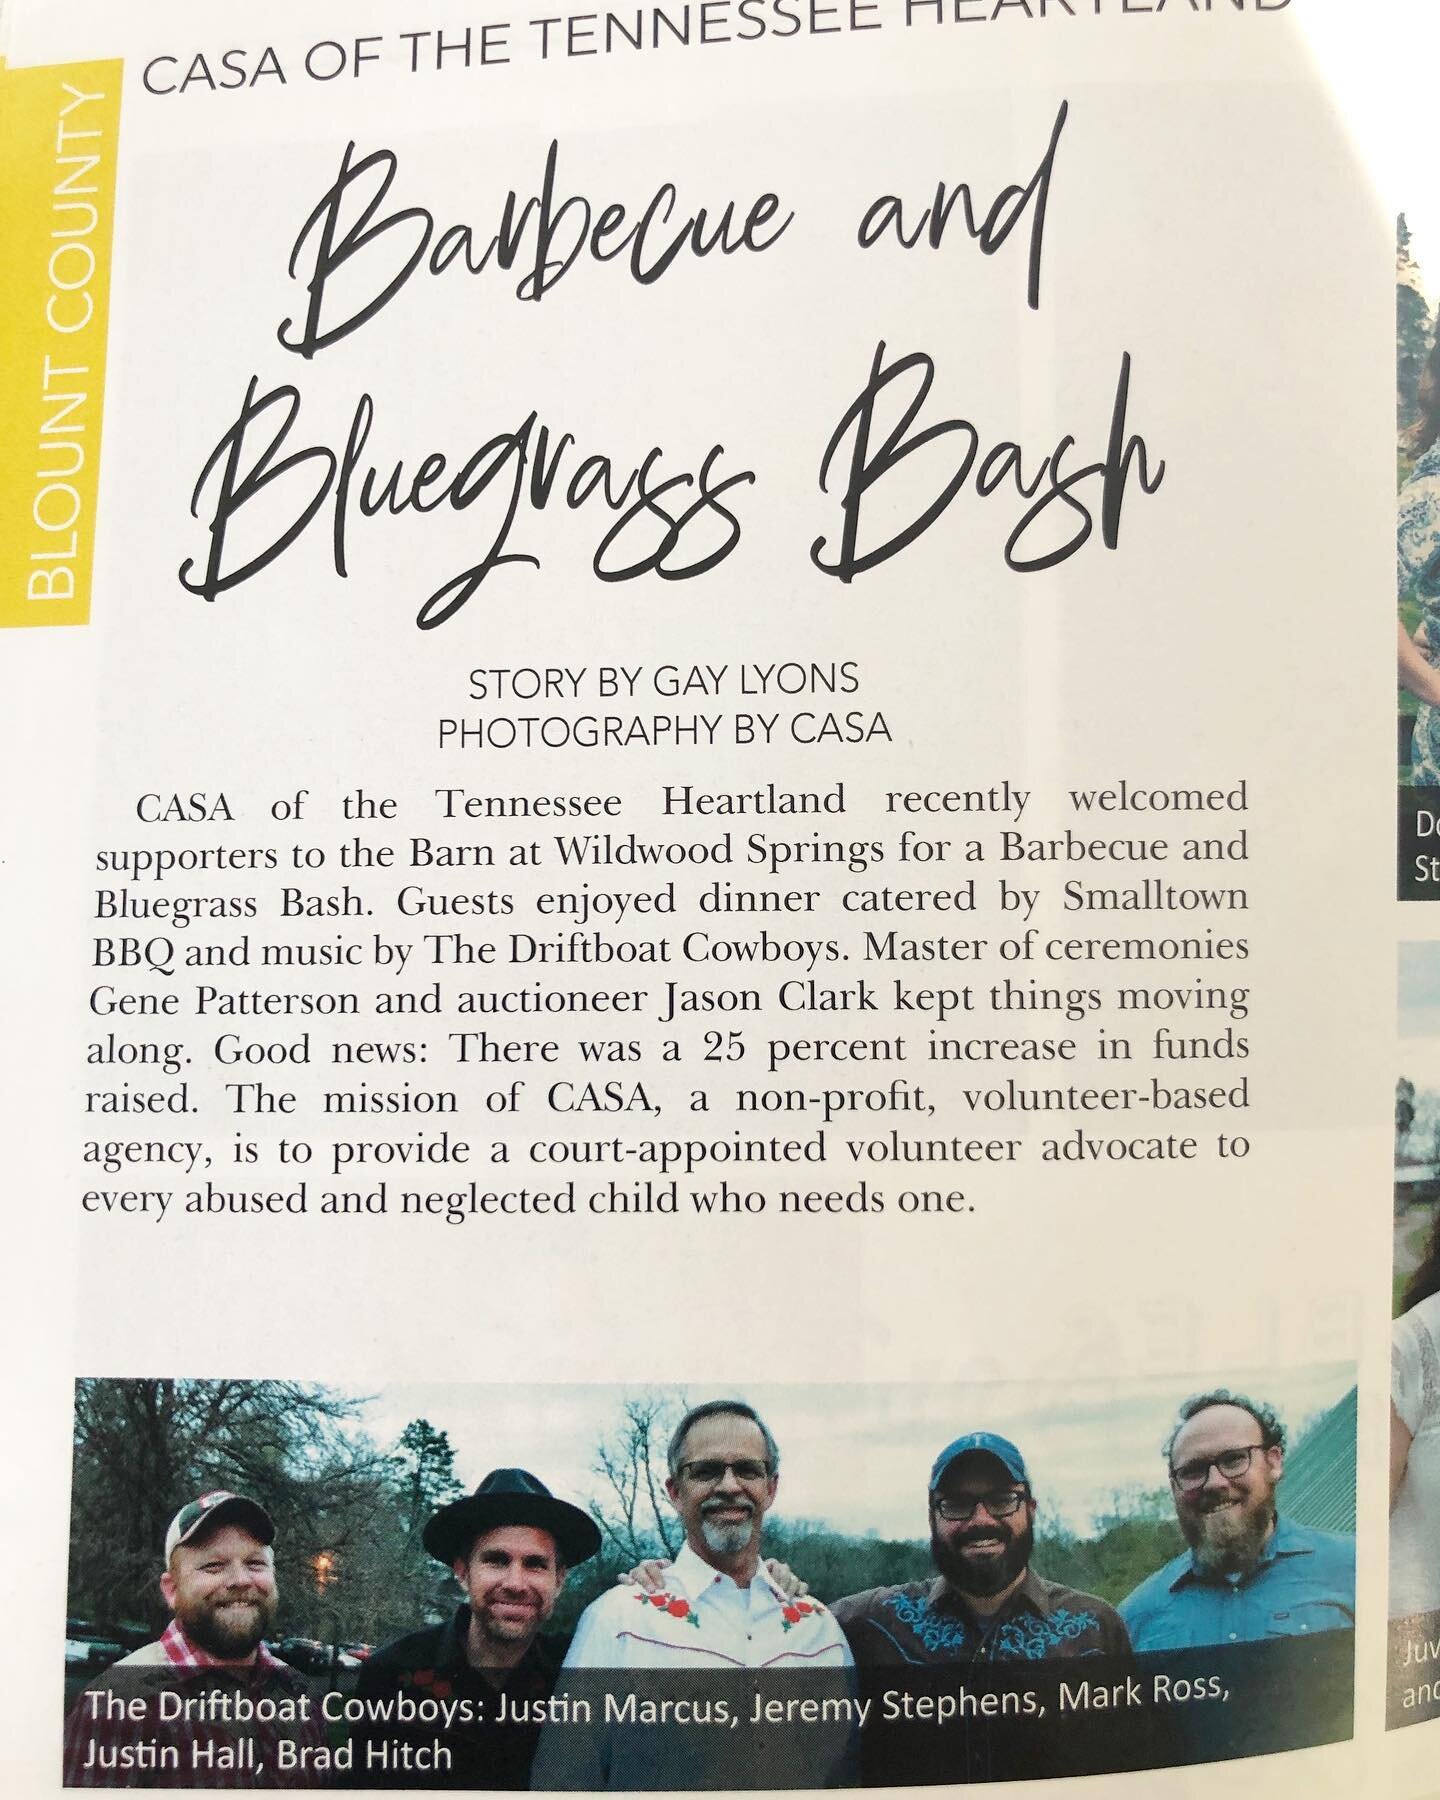 CASA OF THE TENNESSEE HEARTLAND
BLOUNT COUNTY
Barbecue and
Bluegrass Bash
STORY BY GAY LYONS
PHOTOGRAPHY BY CASA
CASA of the Tennessee Heartland recently welcomed
supporters to the Barn at Wildwood Springs for a Barbecue and
Bluegrass Bash. Guests enjoyed dinner catered by Smalltown
BBQ and music by The Driftboat Cowboys. Master of ceremonies
Gene Patterson and auctioneer Jason Clark kept things moving
along. Good news: There was a 25 percent increase in funds
raised. The mission of CASA, a non-profit, volunteer-based
agency, is to provide a court-appointed volunteer advocate to
every abused and neglected child who needs one.
The Driftboat Cowboys: Justin Marcus, Jeremy Stephens, Mark Ross,
Justin Hall, Brad Hitch
and